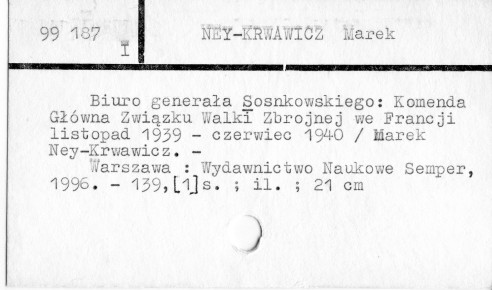 99 187
I
NEY-KRWAWICZ Marek
Biuro generała Sosnkowskiego: Komenda
Główna Związku Walki Zbrojnej we Francji
listopad 1939 - czerwiec 1940 / Marek
Ney-Krwawicz. -
Warszawa : Wydawnictwo Naukowe Semper,
1996. - 139,[1]s. ; il. ; 21 cm